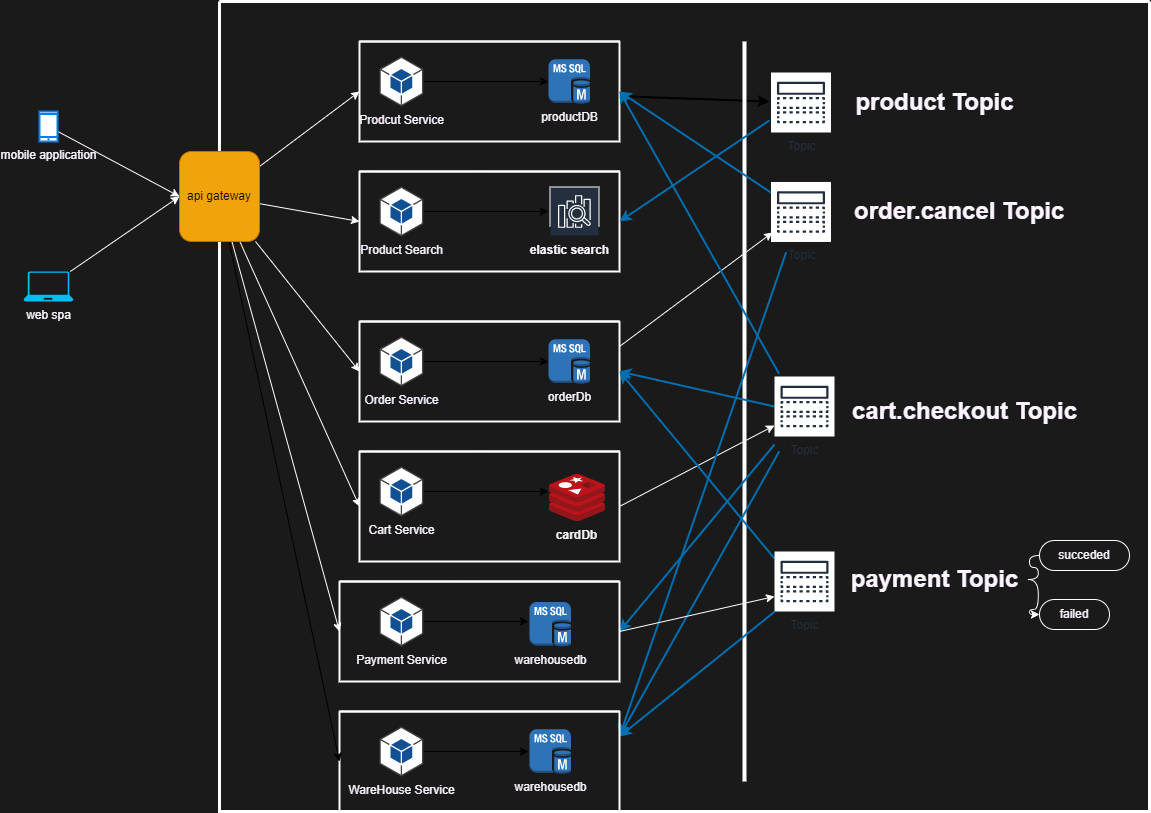 mobile application
web spa
api gateway
MS SQL
M
Prodcut Service
productDB
Product Search
elastic search
MS SQL
M
Order Service
orderDb
Cart Service
cardDb
MS SQL
M
Payment Service
warehousedb
MS SQL
M
WareHouse Service
warehousedb
Topic
product Topic
Topic
order.cancel Topic
Topic
cart.checkout Topic
Topic
payment Topic
succeded
failed